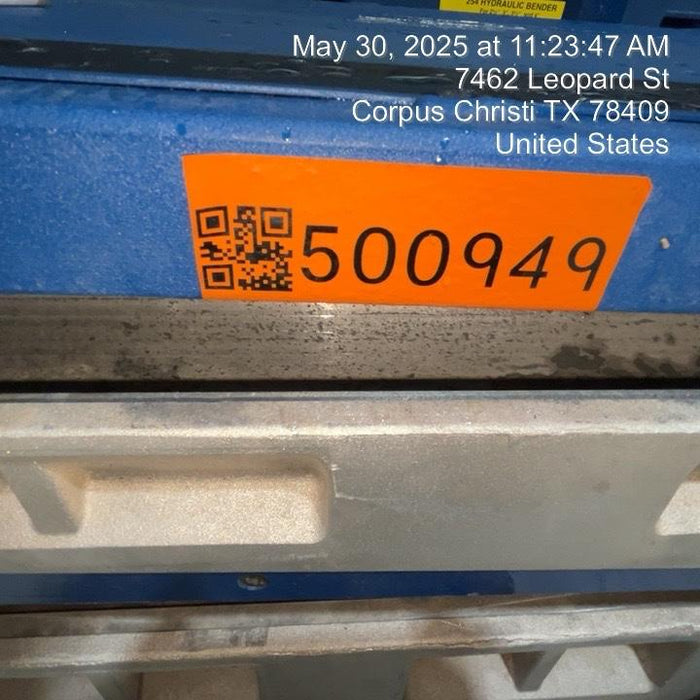 254 HYDRAULIC BENDER
May 30, 2025 at 11:23:47 AM
7462 Leopard St
Corpus Christi TX 78409
United States
500949